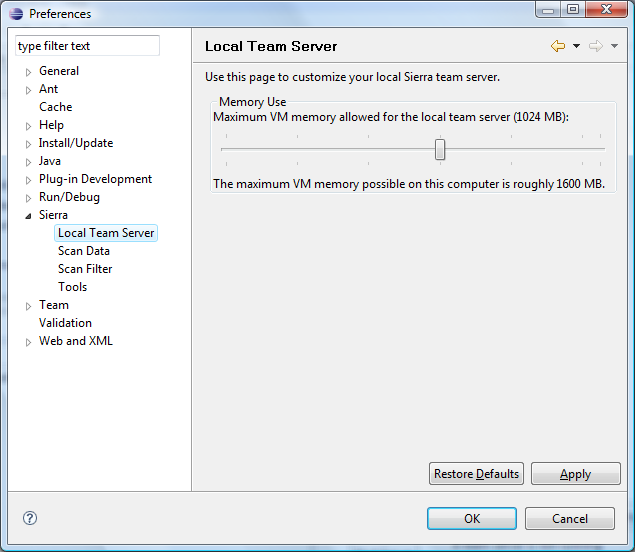 Preferences
type filter text
General
Ant
Cache
Help
Install/Update
Java
Plug-in Development
Run/Debug
Sierra
Local Team Server
Scan Data
Scan Filter
Tools
Team
Validation
Web and XML
Local Team Server
Use this page to customize your local Sierra team server.
Memory Use
Maximum VM memory allowed for the local team server (1024 MB):
The maximum VM memory possible on this computer is roughly 1600 MB.
Restore Defaults
Apply
?
OK
Cancel